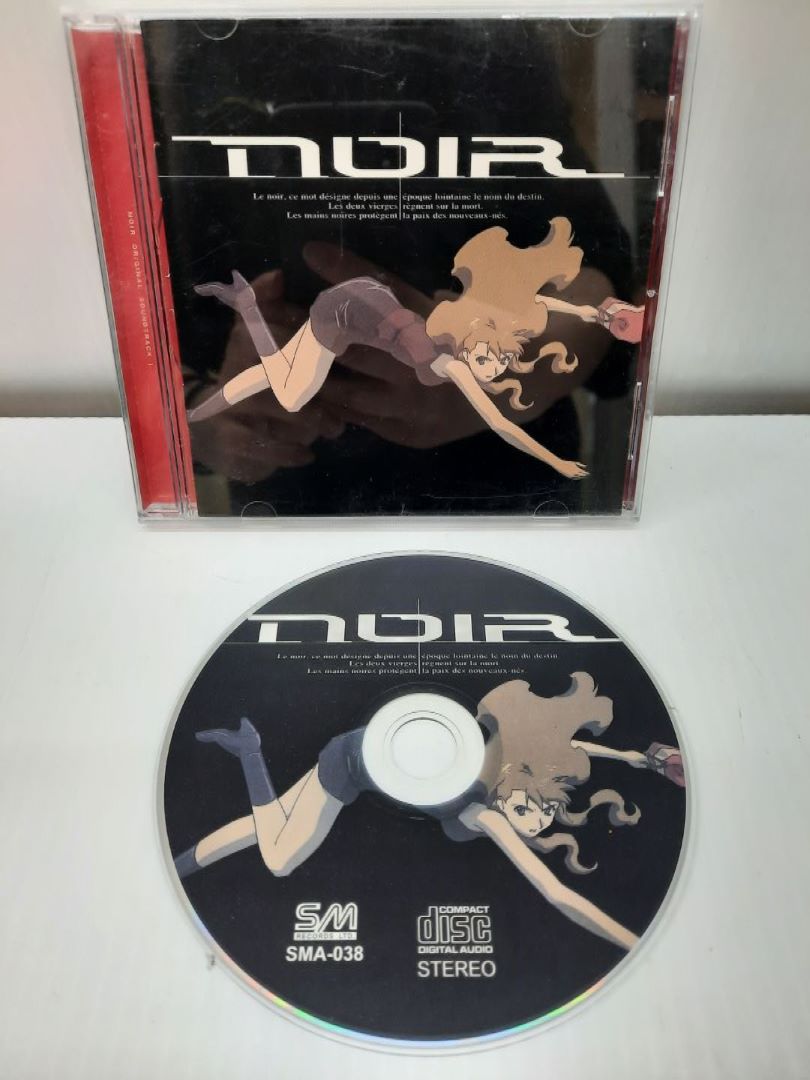 NOIR
Le noir, ce mot désigne depuis une époque lointaine le nom du destin.
Les deux vierges règnent sur la mort.
Les mains noires protègent la paix des nouveaux-nés.
NOIR ORIGINAL SOUNDTRACK I
NOIR
Le noir, ce mot désigne depuis une époque lointaine le nom du destin
Les deux vierges règnent sur la mort
Les mains noires protègent la paix des nouveaux-nés.
SM
RECORDS LTD.
SMA-038
COMPACT
disc
DIGITAL AUDIO
STEREO